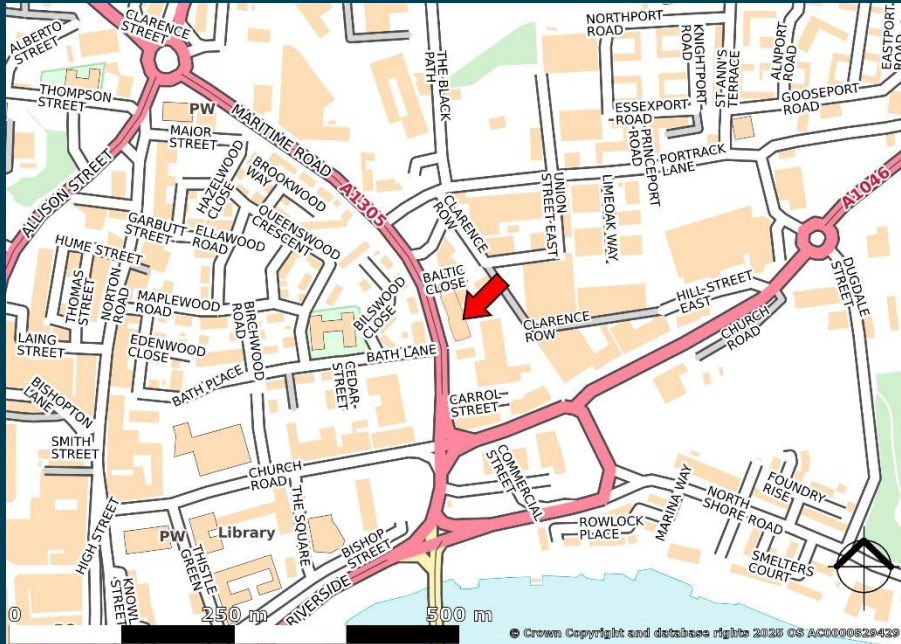 ALBERTO
STREET
CLARENCE
STREET
THOMPSON
STREET
PW
MAJOR
STREET
MARITIME ROAD
A1305
ALLISON STREET
HAZELWOOD
CLOSE
BROOKWOOD
WAY
QUEENSWOOD
CRESCENT
GARBUTT
STREET
ELLAWOOD
ROAD
HUME STREET
THOMAS
STREET
NORTON
ROAD
MAPLEWOOD
ROAD
BIRCHWOOD
ROAD
BILSWOOD
CLOSE
LAING
STREET
EDENWOOD
CLOSE
BATH LANE
BATH PLACE
CEDAR
STREET
BISHOPTON
LANE
SMITH
STREET
HIGH STREET
CHURCH
ROAD
THE SQUARE
PW
Library
THISTLE
GREEN
BISHOP
STREET
RIVERSIDE
KNOWL
STREET
THE BLACK
PATH
NORTHPORT
ROAD
KNIGHTPORT
ROAD
ST-ANN'S
TERRACE
ALNPORT
ROAD
EASTPORT
ROAD
GOOSEPORT
ROAD
ESSEXPORT
ROAD
PRINCEPORT
ROAD
PORTRACK
LANE
UNION
STREET EAST
LIMEOAK WAY
A1046
CLARENCE
ROW
BALTIC
CLOSE
CLARENCE
ROW
HILL-STREET
EAST
DUGDALE
STREET
CHURCH
ROAD
CARROL
STREET
COMMERCIAL
STREET
ROWLOCK
PLACE
MARINA WAY
NORTH
SHORE ROAD
FOUNDRY
RISE
SMELTERS
COURT
0 250 m 500 m
© Crown Copyright and database rights 2025 OS AC0000829429